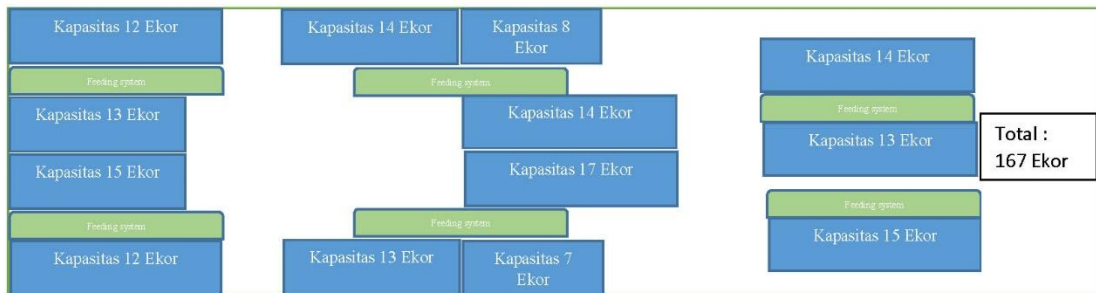 Kapasitas 12 Ekor
Feeding system
Kapasitas 13 Ekor
Kapasitas 15 Ekor
Feeding system
Kapasitas 12 Ekor
Kapasitas 14 Ekor
Kapasitas 8
Ekor
Feeding system
Kapasitas 14 Ekor
Kapasitas 17 Ekor
Feeding system
Kapasitas 13 Ekor
Kapasitas 7
Ekor
Kapasitas 14 Ekor
Feeding system
Kapasitas 13 Ekor
Feeding system
Kapasitas 15 Ekor
Total :
167 Ekor